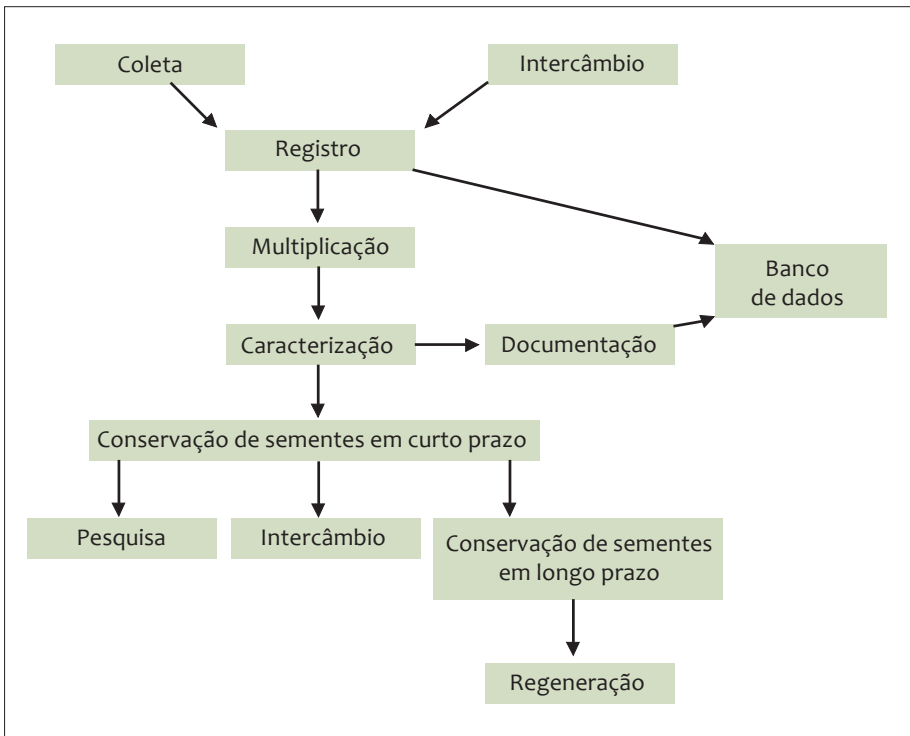 Coleta
Intercâmbio
Registro
Multiplicação
Banco
de dados
Caracterização
Documentação
Conservação de sementes em curto prazo
Pesquisa
Intercâmbio
Conservação de sementes
em longo prazo
Regeneração